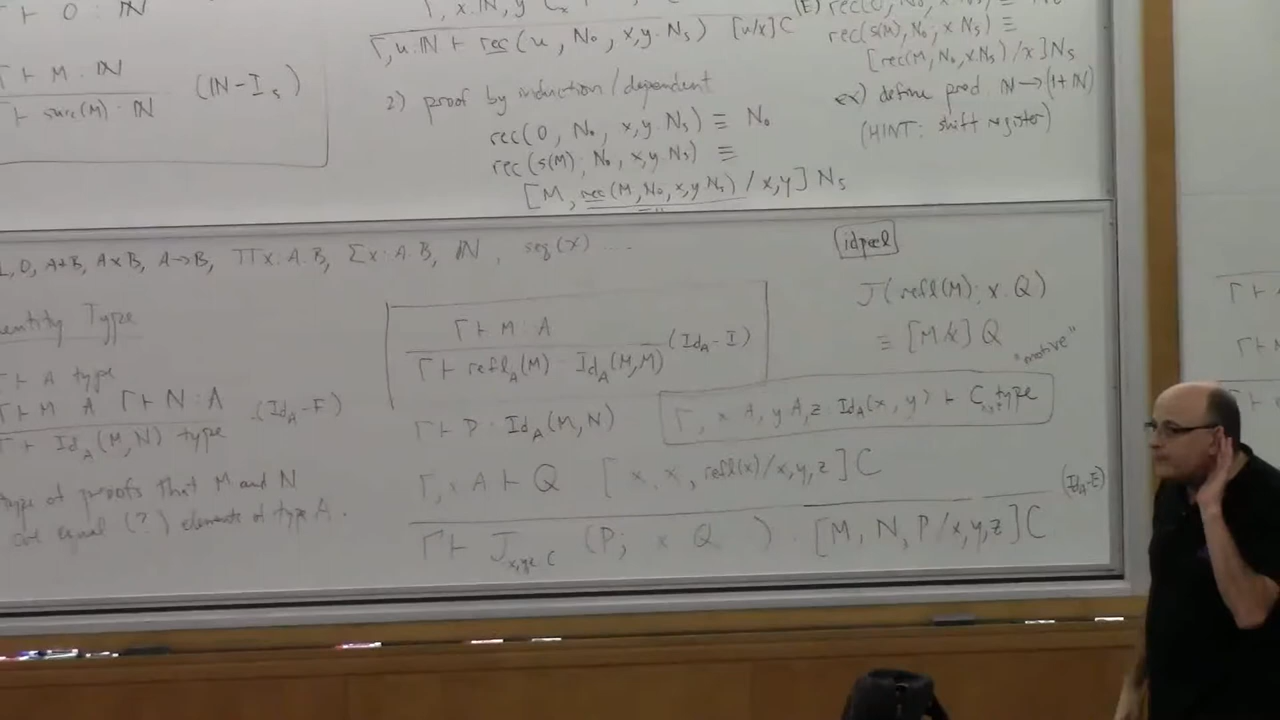 Γ ⊢ O : ℕ
Γ ⊢ M : ℕ
⊢ succ(M) : ℕ
(ℕ-I_s)
Γ, u:ℕ ⊢ rec(u, N₀, x,y.N_s) : [u/x]C
2) proof by induction/dependent
rec(0, N₀, x,y.N_s) ≡ N₀
rec(s(M); N₀, x,y.N_s) ≡
[M, rec(M,N₀,x,y.N_s)/x,y] N_s
rec(s(M), N₀; x.N_s) ≡
[rec(M,N₀,x.N_s)/x]N_s
ex) define pred ℕ→(1+ℕ)
(HINT: shift register)
1, 0, A+B, A×B, A→B, Πx:A.B, Σx:A.B, ℕ, seq(x) ....
entity Type
Γ ⊢ A type
Γ ⊢ M : A Γ ⊢ N : A
Γ ⊢ Id_A(M,N) type
(Id_A-F)
type of proofs that M and N
are equal (?) elements of type A.
Γ ⊢ M : A
Γ ⊢ refl_A(M) : Id_A(M,M)
(Id_A-I)
idpeel
J(refl(M); x.Q)
≡ [M/x]Q
"motive"
Γ ⊢ P : Id_A(M,N)
Γ, x:A, y:A, z:Id_A(x,y) ⊢ C_x,y,z type
Γ, x:A ⊢ Q : [x, x, refl(x)/x,y,z]C
Γ ⊢ J_x,y,z.C (P; x.Q) : [M, N, P/x,y,z]C
(Id_A-E)